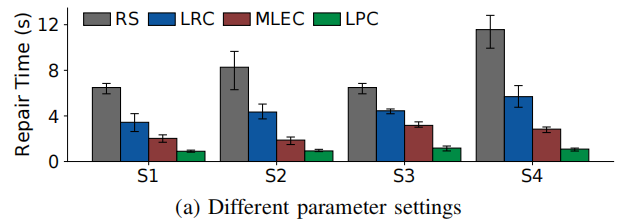 12
8
4
0
Repair Time (s)
RS LRC MLEC LPC
S1 S2 S3 S4
(a) Different parameter settings